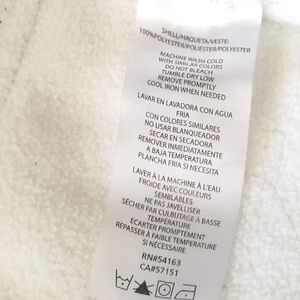 SHELL/HAQUETA/VESTE:
100%POLYESTER/POLIÉSTER/POLYESTER
MACHINE WASH COLD
WITH SIMILAR COLORS
DO NOT BLEACH
TUMBLE DRY LOW
REMOVE PROMPTLY
COOL IRON WHEN NEEDED
LAVAR EN LAVADORA CON AGUA
FRIA
CON COLORES SIMILARES
NO USAR BLANQUEADOR
SECAR EN SECADORA
REMOVER INMEDIATAMENTE
A BAJA TEMPERATURA
PLANCHA FRIA SI NECESITA
LAVER À LA MACHINE À L'EAU
FROIDE AVEC COULEURS
SEMBLABLES
NE PAS JAVELLISER
SÉCHER PAR CULBUTAGE À BASSE
TEMPÉRATURE
ECARTER PROMPTEMENT
REPASSER À FAIBLE TEMPÉRATURE
SI NÉCESSAIRE
RN#54163
CA#57151